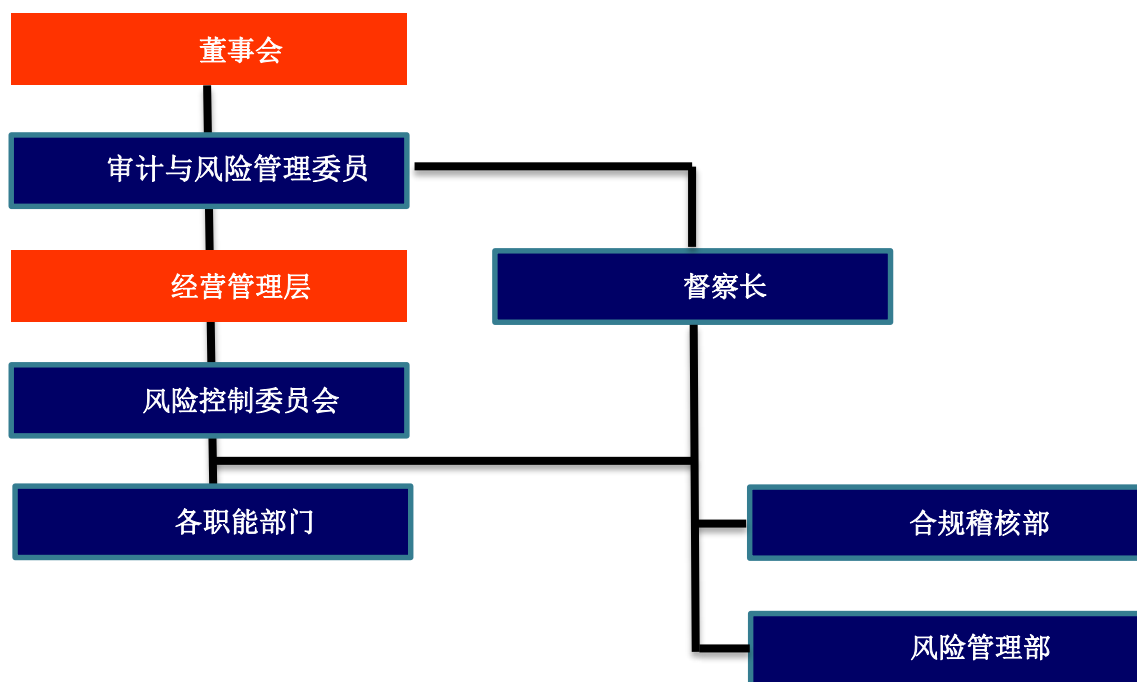 董事会
审计与风险管理委员
经营管理层
督察长
风险控制委员会
各职能部门
合规稽核部
风险管理部